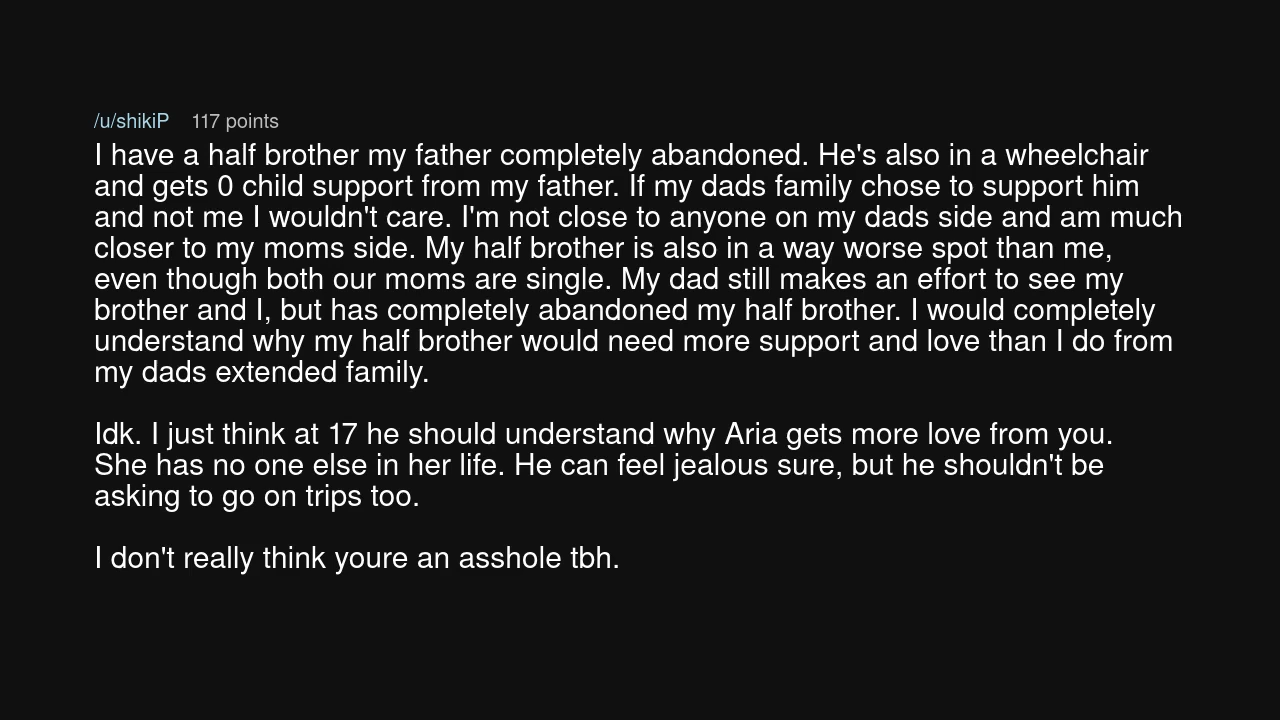 /u/shikiP 117 points
I have a half brother my father completely abandoned. He's also in a wheelchair
and gets 0 child support from my father. If my dads family chose to support him
and not me I wouldn't care. I'm not close to anyone on my dads side and am much
closer to my moms side. My half brother is also in a way worse spot than me,
even though both our moms are single. My dad still makes an effort to see my
brother and I, but has completely abandoned my half brother. I would completely
understand why my half brother would need more support and love than I do from
my dads extended family.
Idk. I just think at 17 he should understand why Aria gets more love from you.
She has no one else in her life. He can feel jealous sure, but he shouldn't be
asking to go on trips too.
I don't really think youre an asshole tbh.